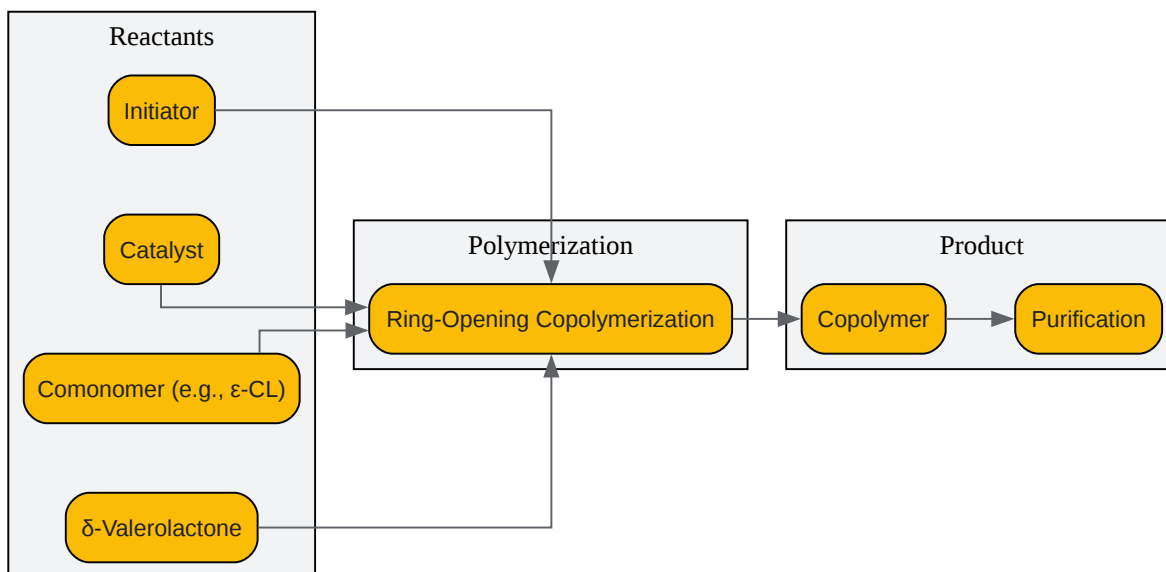 Reactants
Initiator
Catalyst
Comonomer (e.g., ε-CL)
δ-Valerolactone
Polymerization
Ring-Opening Copolymerization
Product
Copolymer
Purification